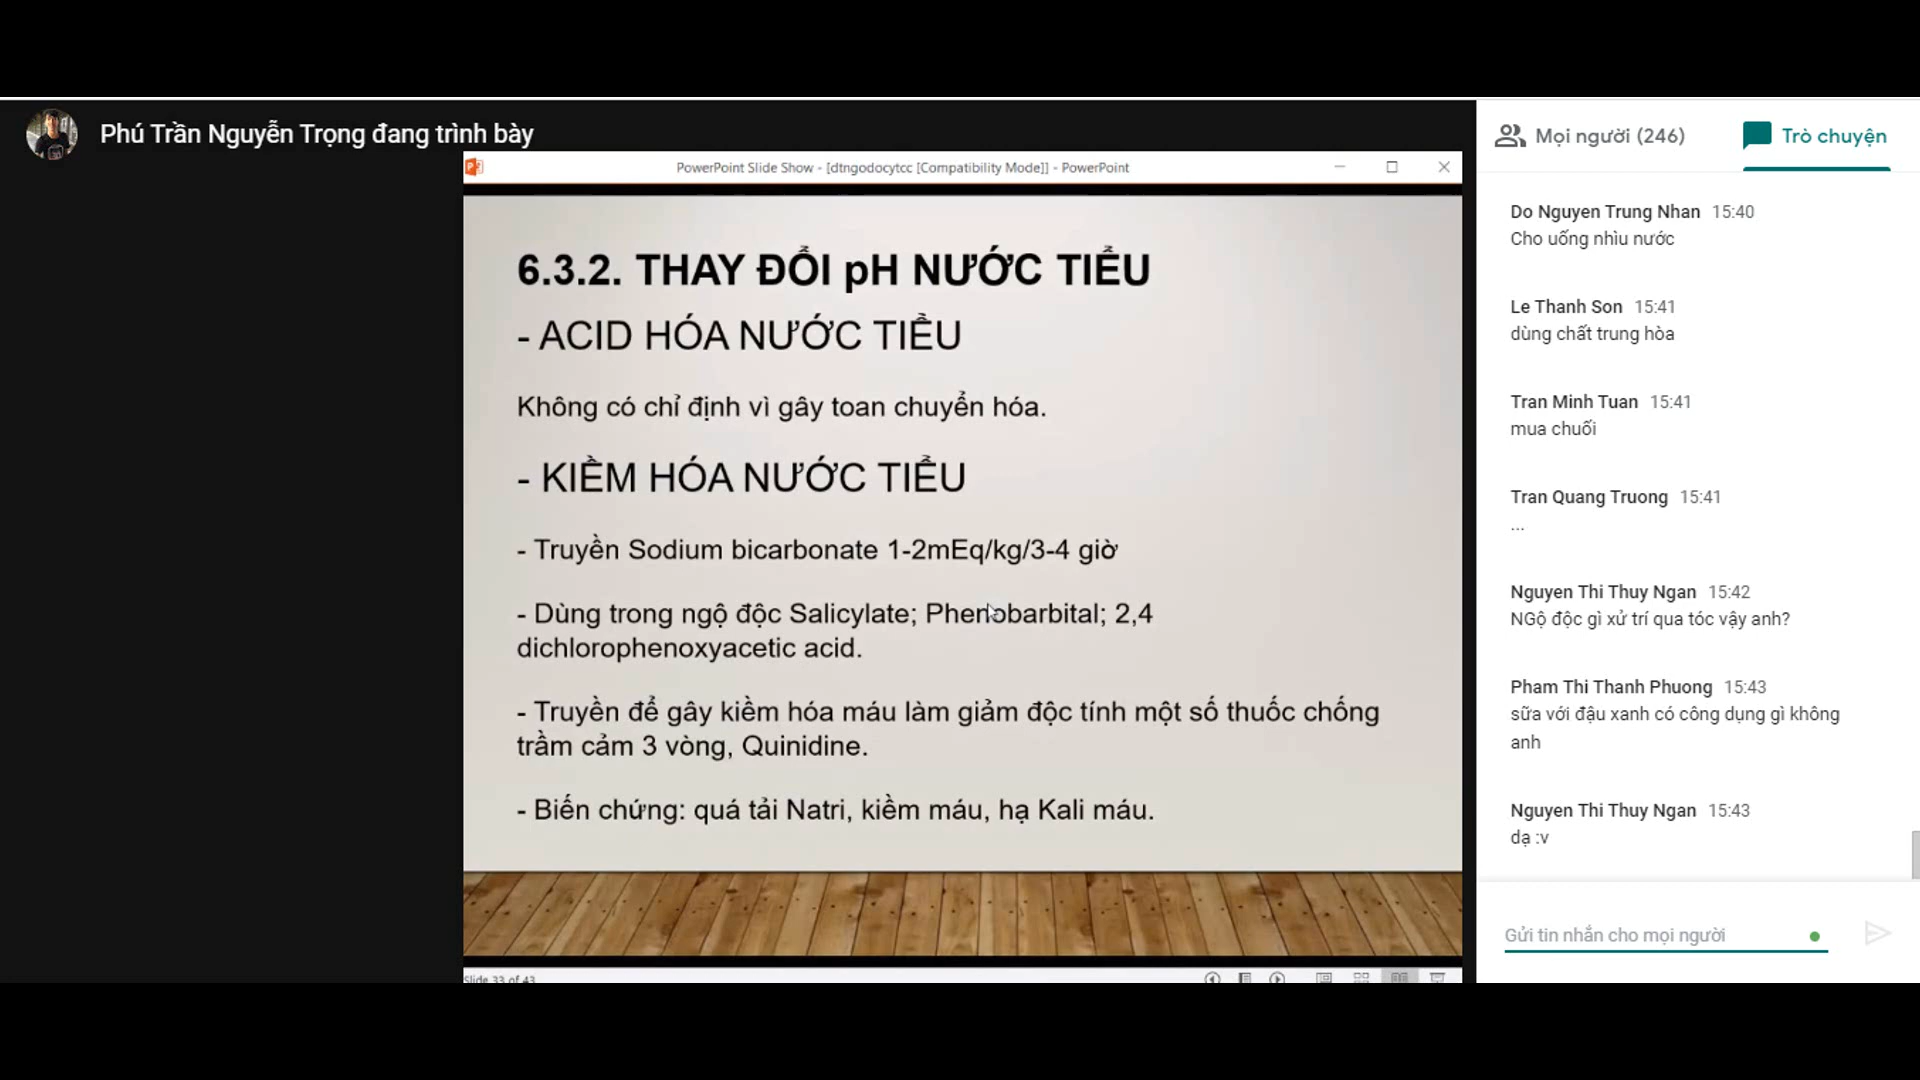 Phú Trần Nguyễn Trọng đang trình bày
PowerPoint Slide Show - [dtngodocytcc [Compatibility Mode]] - PowerPoint
6.3.2. THAY ĐỔI pH NƯỚC TIỂU
- ACID HÓA NƯỚC TIỂU
Không có chỉ định vì gây toan chuyển hóa.
- KIỀM HÓA NƯỚC TIỂU
- Truyền Sodium bicarbonate 1-2mEq/kg/3-4 giờ
- Dùng trong ngộ độc Salicylate; Phenobarbital; 2,4
dichlorophenoxyacetic acid.
- Truyền để gây kiềm hóa máu làm giảm độc tính một số thuốc chống
trầm cảm 3 vòng, Quinidine.
- Biến chứng: quá tải Natri, kiềm máu, hạ Kali máu.
Slide 33 of 43
Mọi người (246)
Trò chuyện
Do Nguyen Trung Nhan 15:40
Cho uống nhìu nước
Le Thanh Son 15:41
dùng chất trung hòa
Tran Minh Tuan 15:41
mua chuối
Tran Quang Truong 15:41
...
Nguyen Thi Thuy Ngan 15:42
NGộ độc gì xử trí qua tóc vậy anh?
Pham Thi Thanh Phuong 15:43
sữa với đậu xanh có công dụng gì không
anh
Nguyen Thi Thuy Ngan 15:43
dạ :v
Gửi tin nhắn cho mọi người